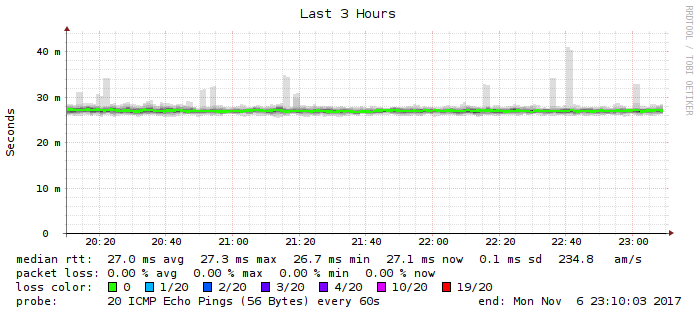 Last 3 Hours
RRDTOOL / TOBI OETIKER
Seconds
40 m
30 m
20 m
10 m
0
20:20 20:40 21:00 21:20 21:40 22:00 22:20 22:40 23:00
median rtt: 27.0 ms avg 27.3 ms max 26.7 ms min 27.1 ms now 0.1 ms sd 234.8 am/s
packet loss: 0.00 % avg 0.00 % max 0.00 % min 0.00 % now
loss color: 0 1/20 2/20 3/20 4/20 10/20 19/20
probe: 20 ICMP Echo Pings (56 Bytes) every 60s end: Mon Nov 6 23:10:03 2017